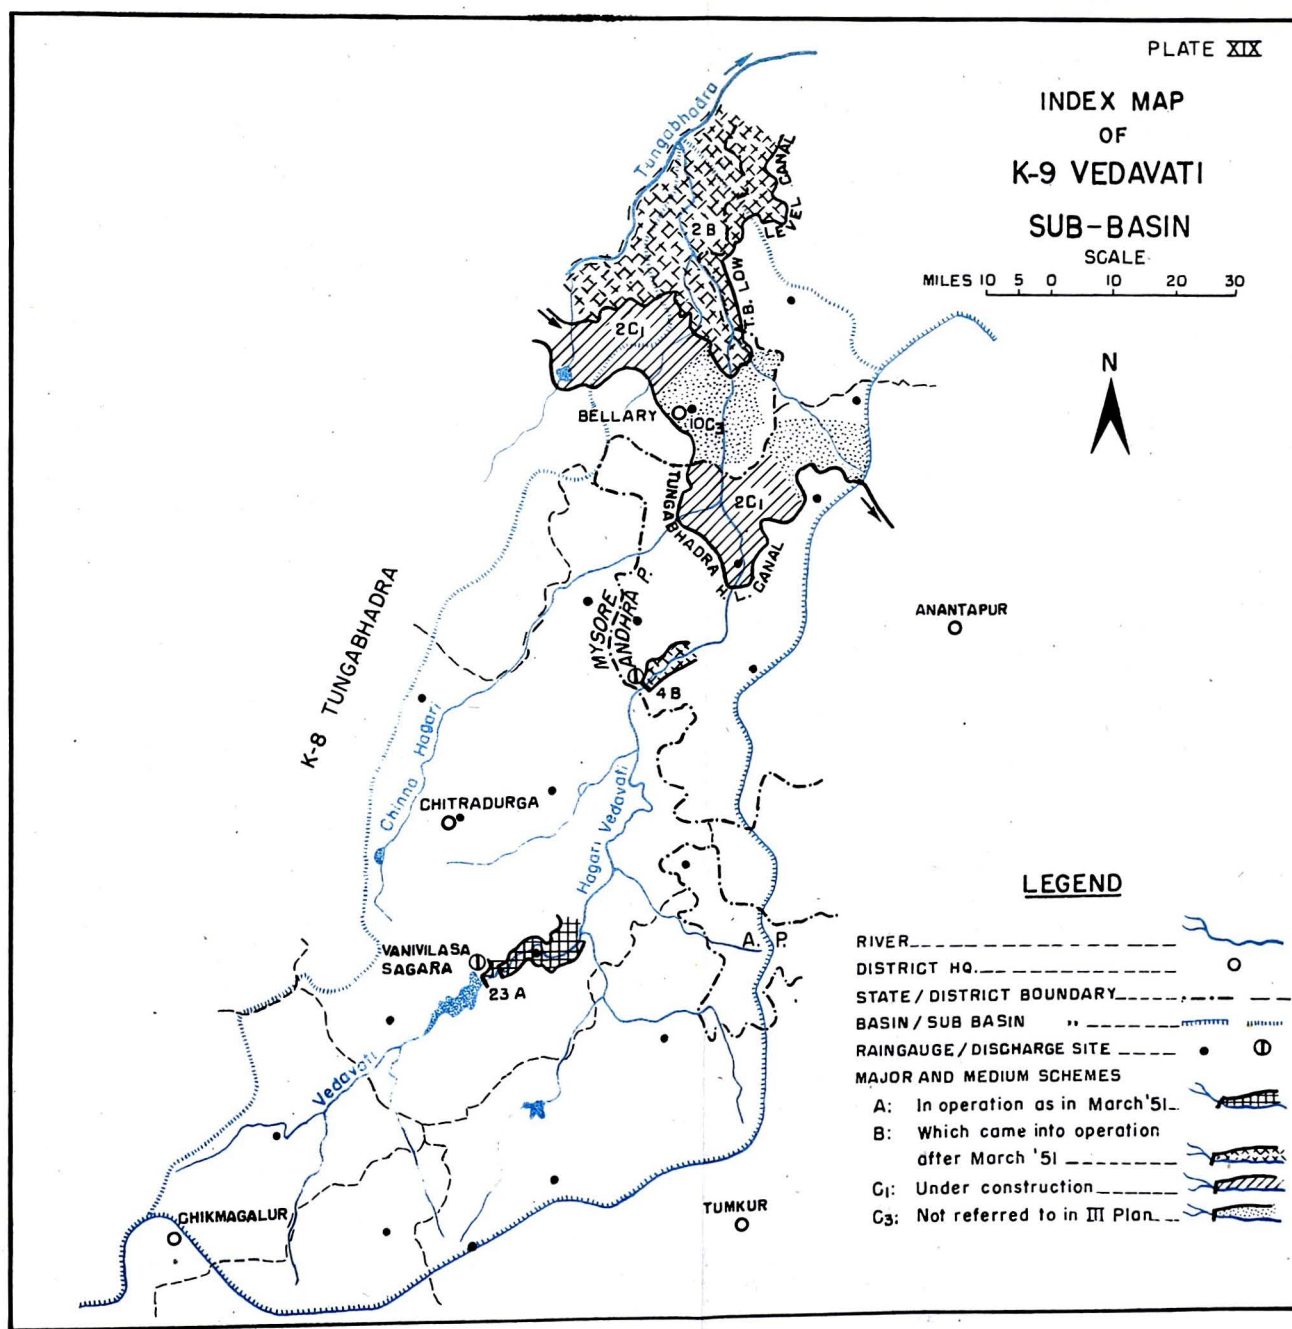 PLATE XIX
INDEX MAP
OF
K-9 VEDAVATI
SUB-BASIN
SCALE
MILES 10 5 0 10 20 30
N
Tungabhadra
T.B. LOW LEVEL CANAL
2B
2C1
BELLARY
10C3
2C1
TUNGABHADRA H. L. CANAL
MYSORE
ANDHRA P.
ANANTAPUR
K-8 TUNGABHADRA
4B
Chinna Hagari
CHITRADURGA
Hagari Vedavati
A. P.
VANIVILASA
SAGARA
23 A
Vedavati
CHIKMAGALUR
TUMKUR
LEGEND
RIVER
DISTRICT HQ.
STATE / DISTRICT BOUNDARY
BASIN / SUB BASIN "
RAINGAUGE / DISCHARGE SITE
MAJOR AND MEDIUM SCHEMES
A: In operation as in March '51
B: Which came into operation
after March '51
C1: Under construction
C3: Not referred to in III Plan